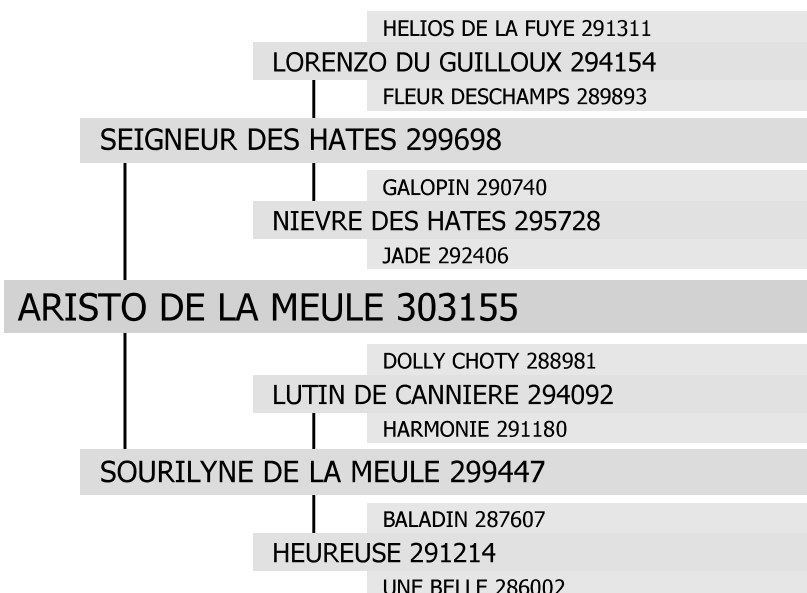 HELIOS DE LA FUYE 291311
LORENZO DU GUILLOUX 294154
FLEUR DESCHAMPS 289893
SEIGNEUR DES HATES 299698
GALOPIN 290740
NIEVRE DES HATES 295728
JADE 292406
ARISTO DE LA MEULE 303155
DOLLY CHOTY 288981
LUTIN DE CANNIERE 294092
HARMONIE 291180
SOURILYNE DE LA MEULE 299447
BALADIN 287607
HEUREUSE 291214
UNE BELLE 286002